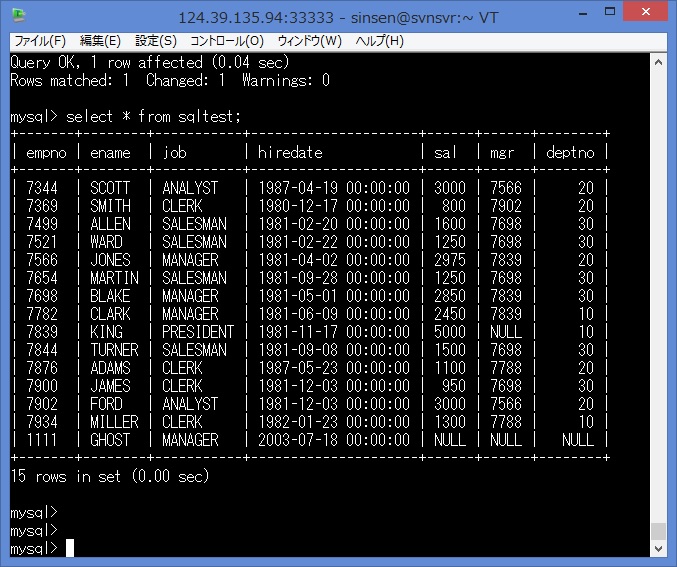 124.39.135.94:33333 - sinsen@svnsvr:~ VT
ファイル(F) 編集(E) 設定(S) コントロール(O) ウィンドウ(W) ヘルプ(H)
Query OK, 1 row affected (0.04 sec)
Rows matched: 1  Changed: 1  Warnings: 0
mysql> select * from sqltest;
+-------+--------+-----------+---------------------+------+------+--------+
| empno | ename  | job       | hiredate            | sal  | mgr  | deptno |
+-------+--------+-----------+---------------------+------+------+--------+
| 7344  | SCOTT  | ANALYST   | 1987-04-19 00:00:00 | 3000 | 7566 |     20 |
| 7369  | SMITH  | CLERK     | 1980-12-17 00:00:00 |  800 | 7902 |     20 |
| 7499  | ALLEN  | SALESMAN  | 1981-02-20 00:00:00 | 1600 | 7698 |     30 |
| 7521  | WARD   | SALESMAN  | 1981-02-22 00:00:00 | 1250 | 7698 |     30 |
| 7566  | JONES  | MANAGER   | 1981-04-02 00:00:00 | 2975 | 7839 |     20 |
| 7654  | MARTIN | SALESMAN  | 1981-09-28 00:00:00 | 1250 | 7698 |     30 |
| 7698  | BLAKE  | MANAGER   | 1981-05-01 00:00:00 | 2850 | 7839 |     30 |
| 7782  | CLARK  | MANAGER   | 1981-06-09 00:00:00 | 2450 | 7839 |     10 |
| 7839  | KING   | PRESIDENT | 1981-11-17 00:00:00 | 5000 | NULL |     10 |
| 7844  | TURNER | SALESMAN  | 1981-09-08 00:00:00 | 1500 | 7698 |     30 |
| 7876  | ADAMS  | CLERK     | 1987-05-23 00:00:00 | 1100 | 7788 |     20 |
| 7900  | JAMES  | CLERK     | 1981-12-03 00:00:00 |  950 | 7698 |     30 |
| 7902  | FORD   | ANALYST   | 1981-12-03 00:00:00 | 3000 | 7566 |     20 |
| 7934  | MILLER | CLERK     | 1982-01-23 00:00:00 | 1300 | 7788 |     10 |
| 1111  | GHOST  | MANAGER   | 2003-07-18 00:00:00 | NULL | NULL |   NULL |
+-------+--------+-----------+---------------------+------+------+--------+
15 rows in set (0.00 sec)
mysql>
mysql>
mysql>